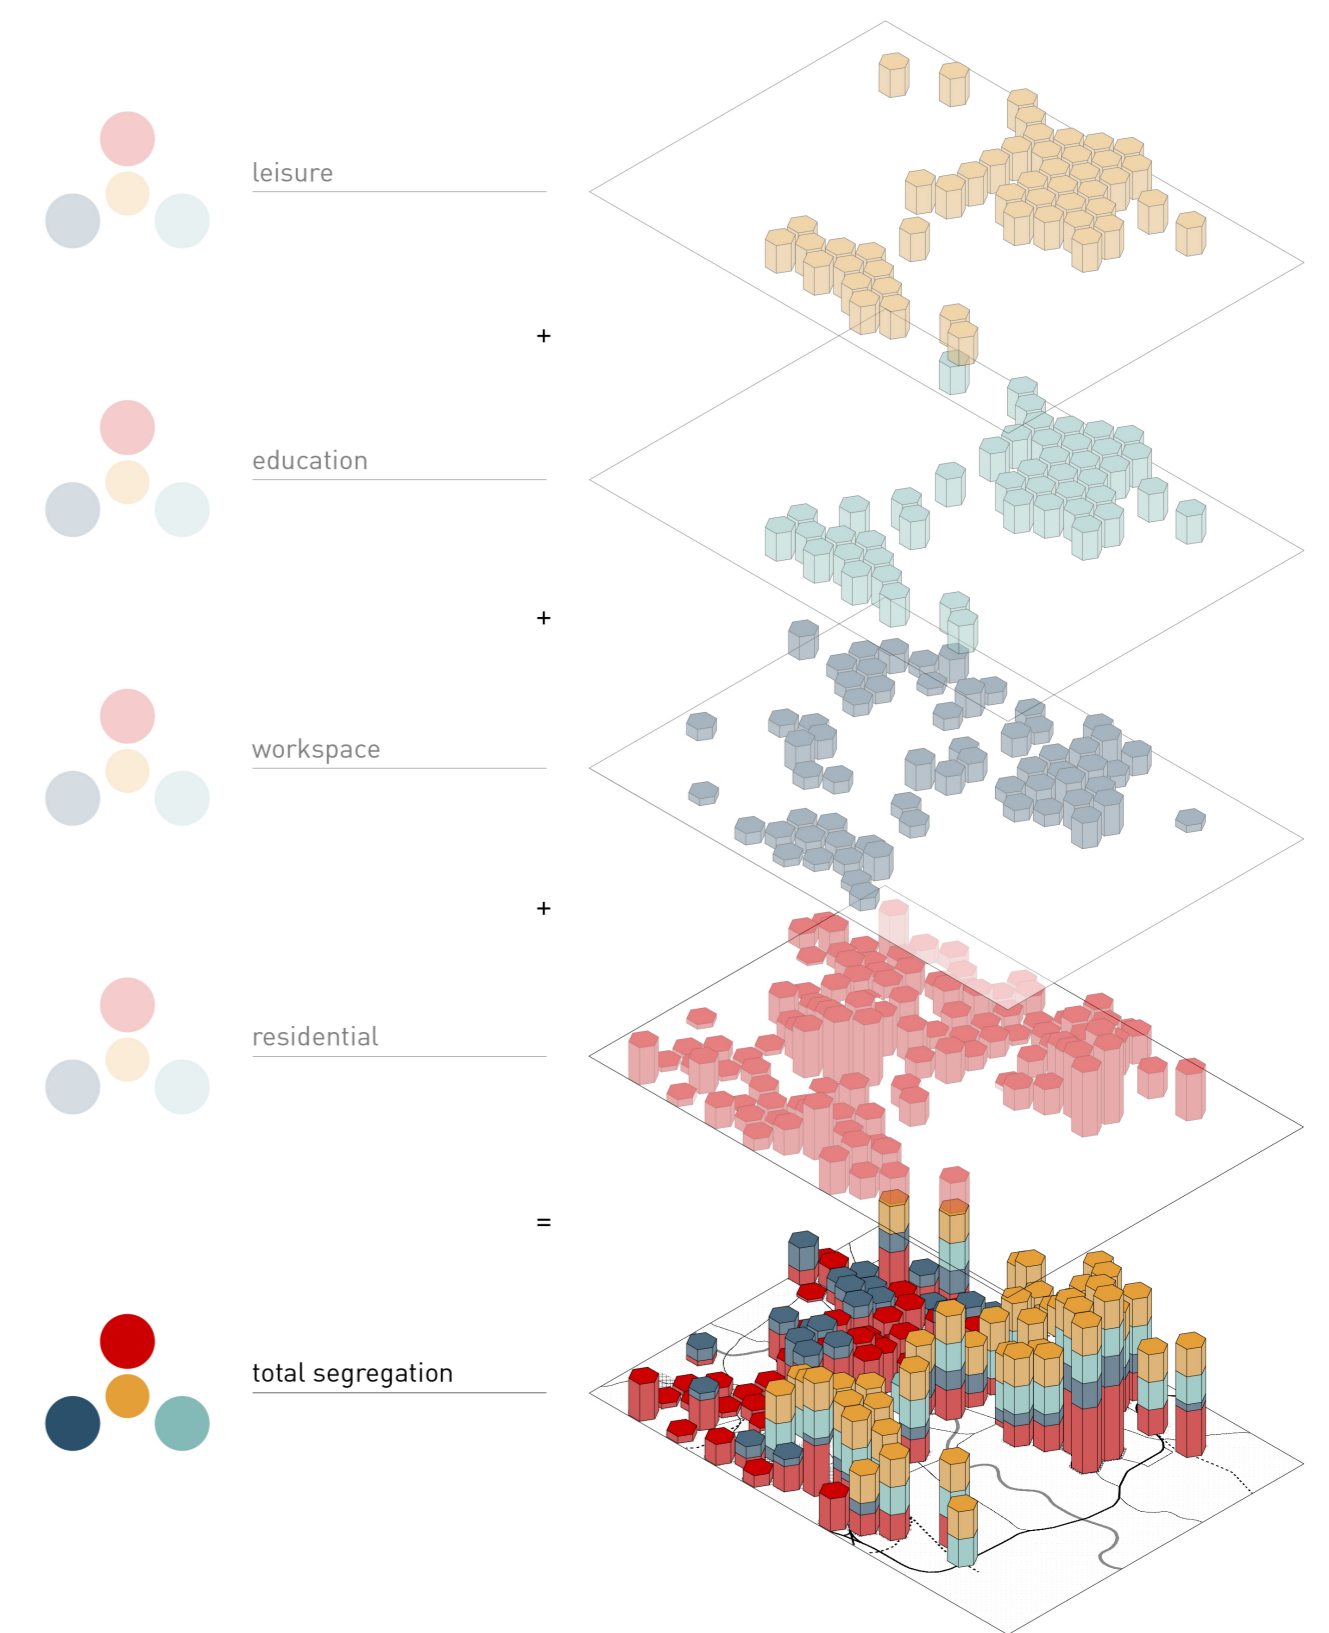 leisure
+
education
+
workspace
+
residential
=
total segregation